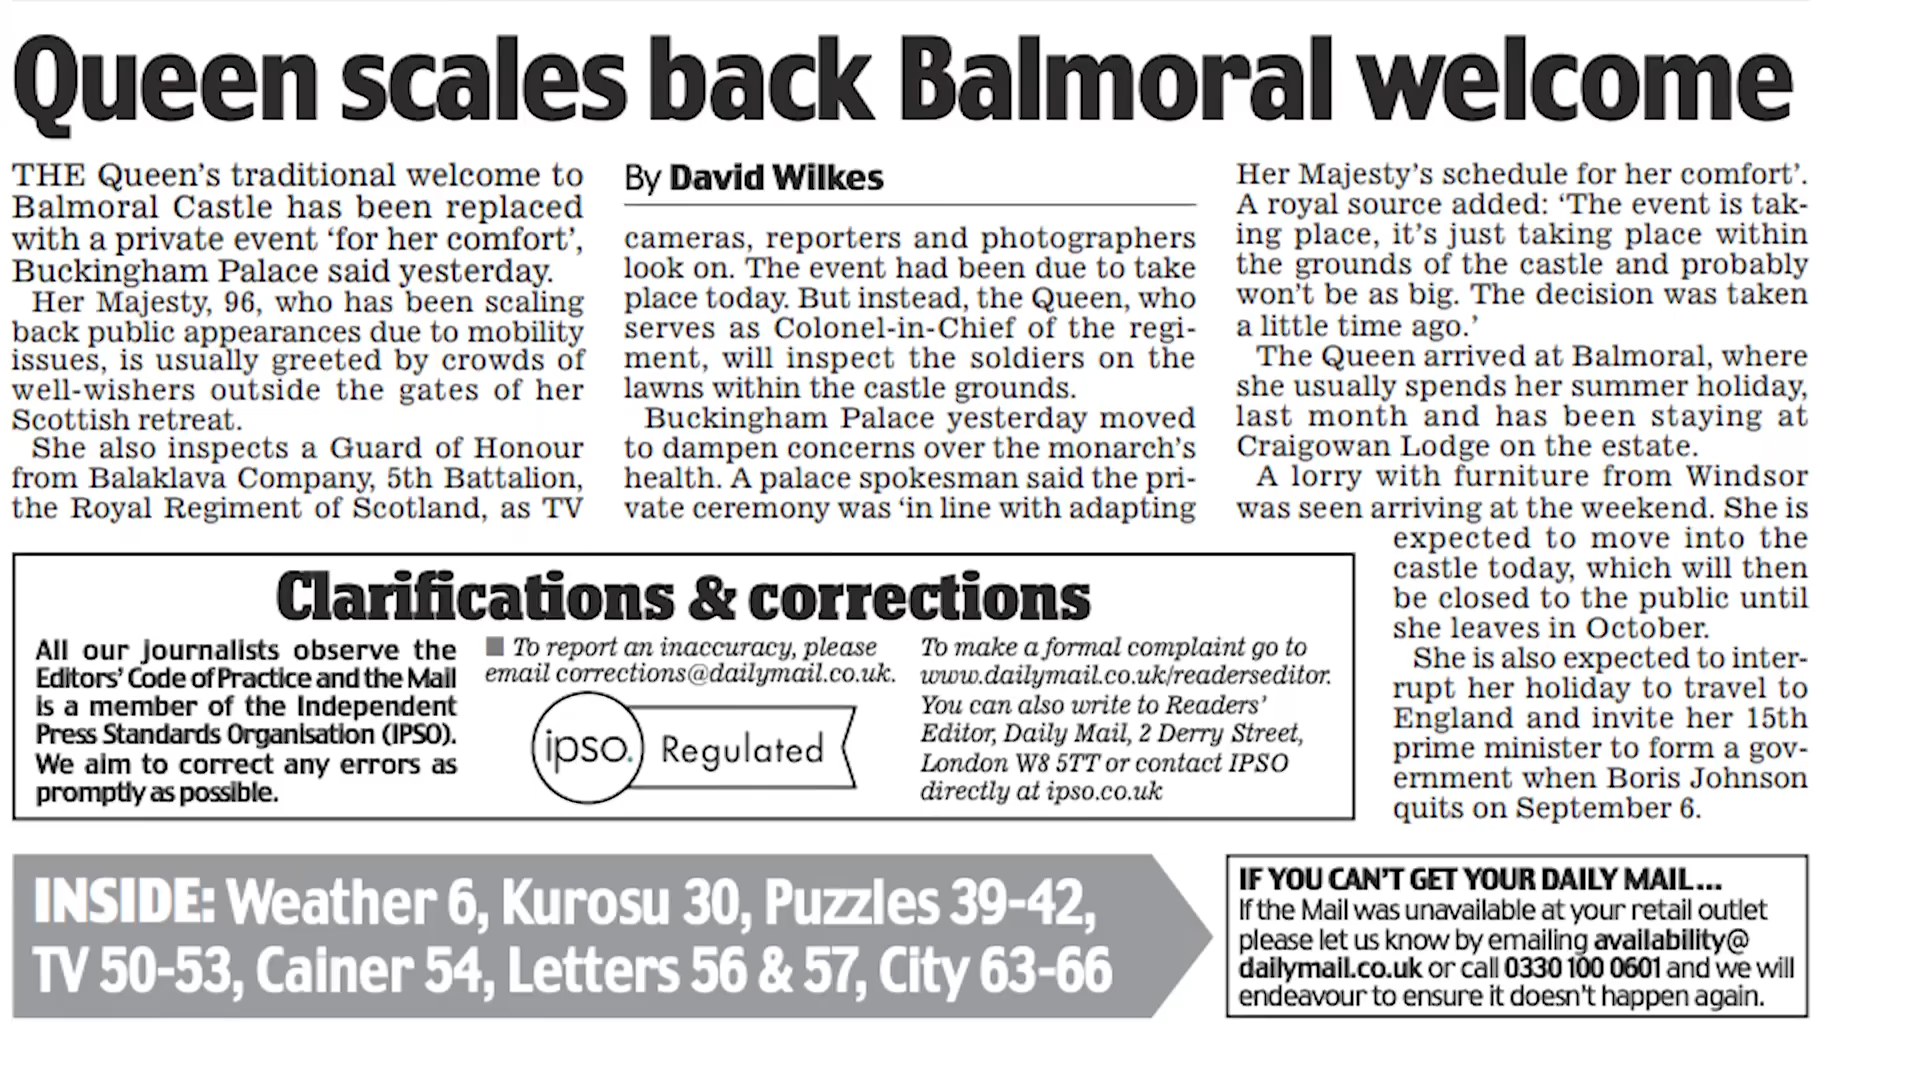 Queen scales back Balmoral welcome
THE Queen's traditional welcome to
Balmoral Castle has been replaced
with a private event 'for her comfort',
Buckingham Palace said yesterday.
Her Majesty, 96, who has been scaling
back public appearances due to mobility
issues, is usually greeted by crowds of
well-wishers outside the gates of her
Scottish retreat.
She also inspects a Guard of Honour
from Balaklava Company, 5th Battalion,
the Royal Regiment of Scotland, as TV
By David Wilkes
cameras, reporters and photographers
look on. The event had been due to take
place today. But instead, the Queen, who
serves as Colonel-in-Chief of the regi-
ment, will inspect the soldiers on the
lawns within the castle grounds.
Buckingham Palace yesterday moved
to dampen concerns over the monarch's
health. A palace spokesman said the pri-
vate ceremony was 'in line with adapting
Her Majesty's schedule for her comfort'.
A royal source added: 'The event is tak-
ing place, it's just taking place within
the grounds of the castle and probably
won't be as big. The decision was taken
a little time ago.'
The Queen arrived at Balmoral, where
she usually spends her summer holiday,
last month and has been staying at
Craigowan Lodge on the estate.
A lorry with furniture from Windsor
was seen arriving at the weekend. She is
expected to move into the
castle today, which will then
be closed to the public until
she leaves in October.
She is also expected to inter-
rupt her holiday to travel to
England and invite her 15th
prime minister to form a gov-
ernment when Boris Johnson
quits on September 6.
Clarifications & corrections
All our journalists observe the
Editors' Code of Practice and the Mail
is a member of the Independent
Press Standards Organisation (IPSO).
We aim to correct any errors as
promptly as possible.
■ To report an inaccuracy, please
email corrections@dailymail.co.uk.
ipso. Regulated
To make a formal complaint go to
www.dailymail.co.uk/readerseditor.
You can also write to Readers'
Editor, Daily Mail, 2 Derry Street,
London W8 5TT or contact IPSO
directly at ipso.co.uk
INSIDE: Weather 6, Kurosu 30, Puzzles 39-42,
TV 50-53, Cainer 54, Letters 56 & 57, City 63-66
IF YOU CAN'T GET YOUR DAILY MAIL...
If the Mail was unavailable at your retail outlet
please let us know by emailing availability@
dailymail.co.uk or call 0330 100 0601 and we will
endeavour to ensure it doesn't happen again.